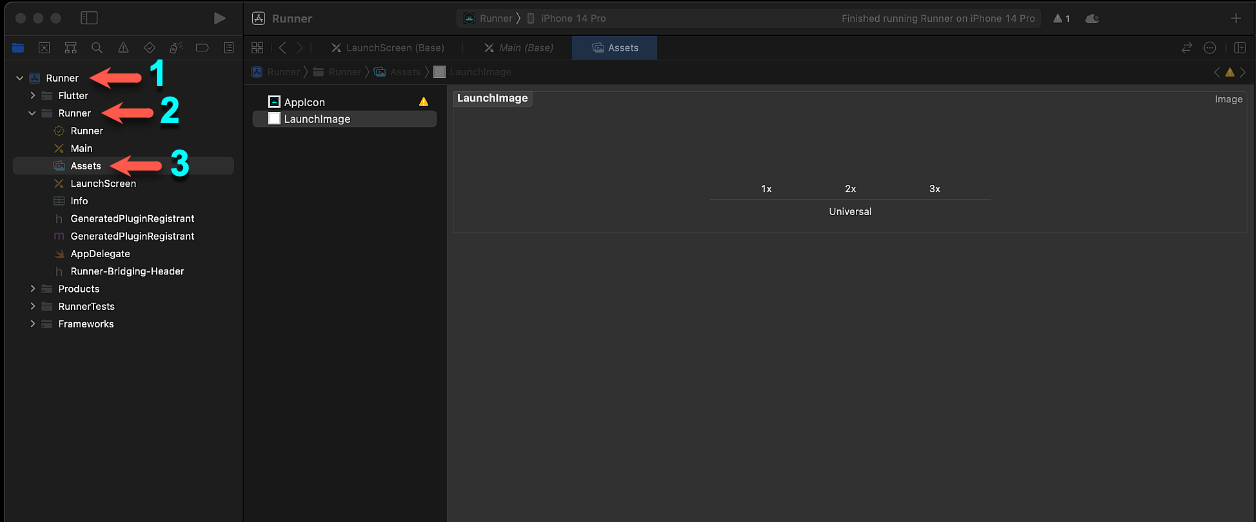 Runner
Runner 〉 iPhone 14 Pro
Finished running Runner on iPhone 14 Pro
1
LaunchScreen (Base)
Main (Base)
Assets
Runner 〉 Runner 〉 Assets 〉 LaunchImage
Runner
1
Flutter
Runner
2
Runner
Main
Assets
3
LaunchScreen
Info
h GeneratedPluginRegistrant
m GeneratedPluginRegistrant
AppDelegate
h Runner-Bridging-Header
Products
RunnerTests
Frameworks
AppIcon
LaunchImage
LaunchImage
Image
1x 2x 3x
Universal